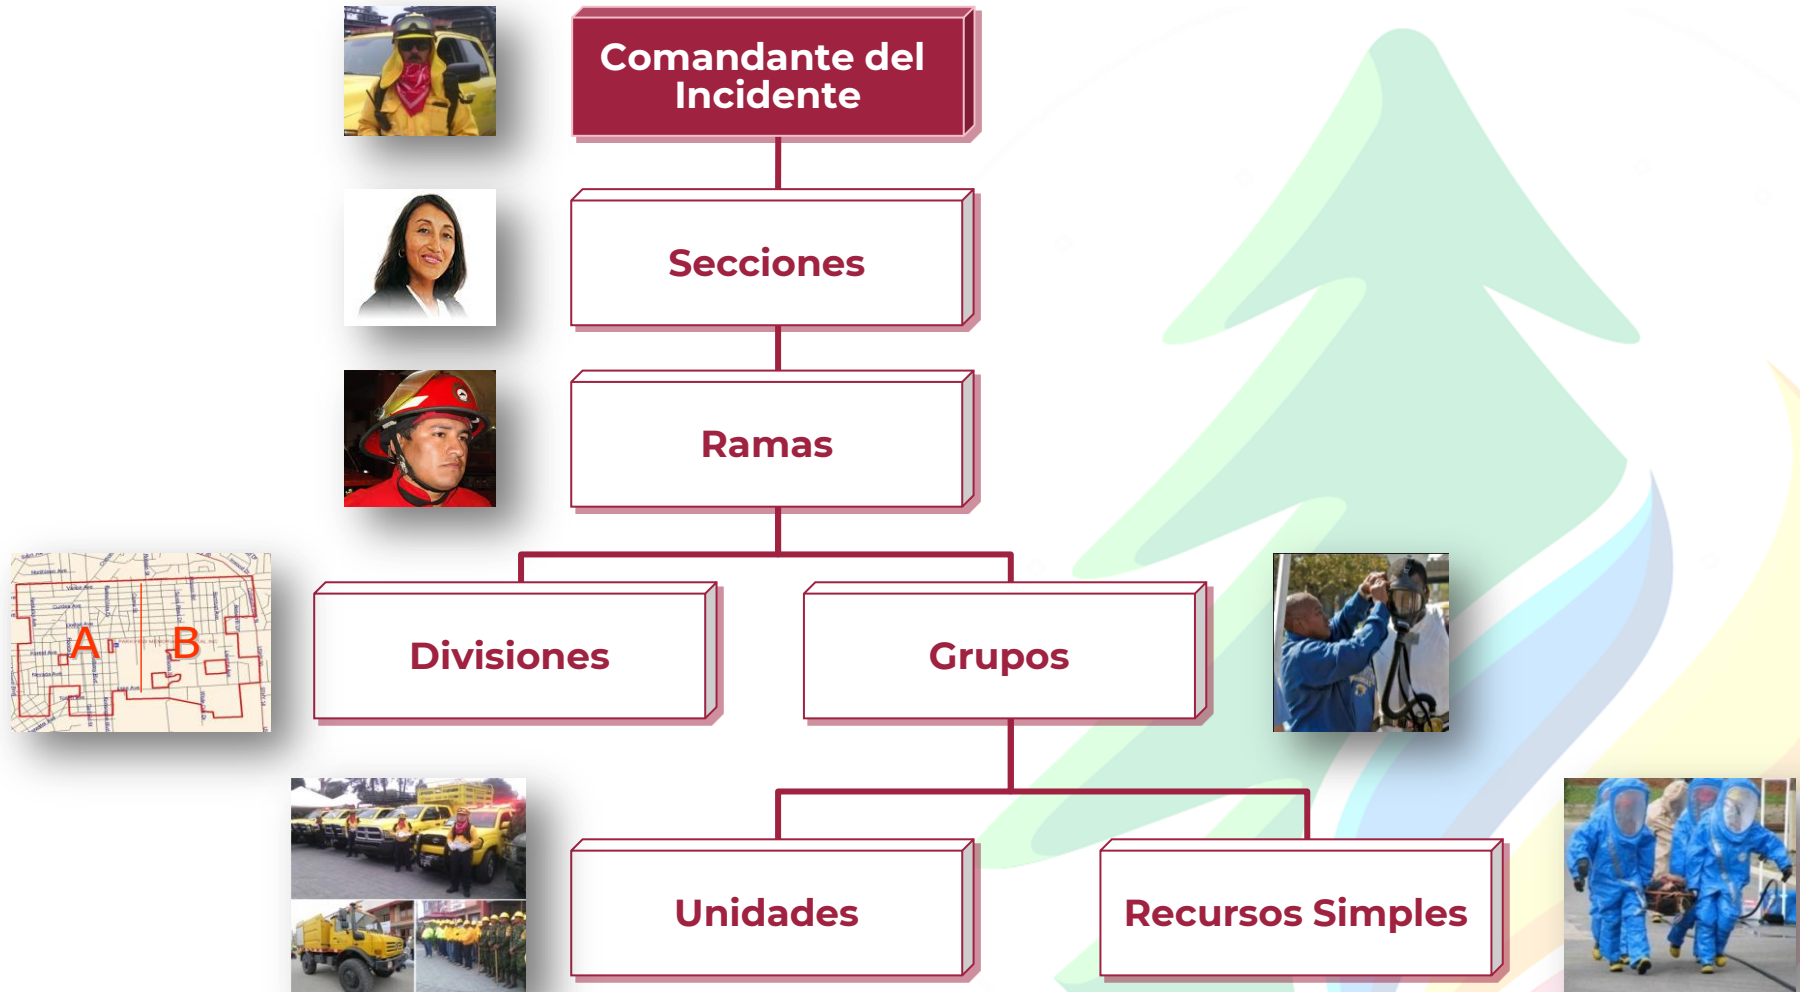 Comandante del
Incidente
Secciones
Ramas
A
B
Divisiones
Grupos
Unidades
Recursos Simples